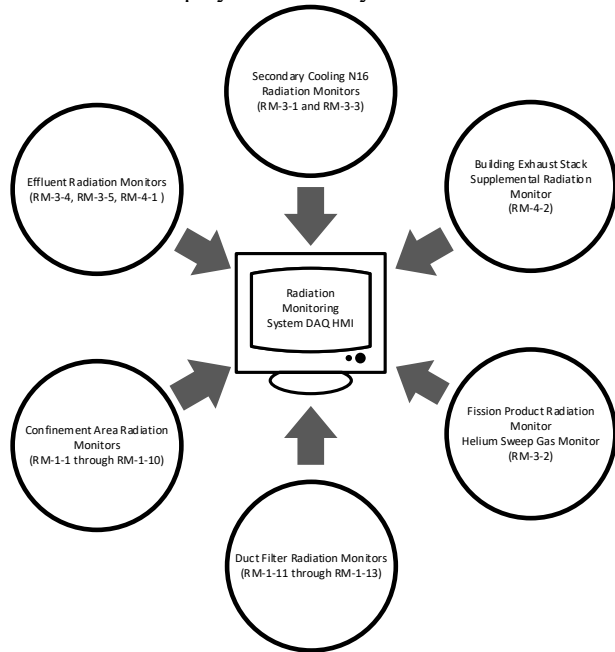 Secondary Cooling N16
Radiation Monitors
(RM-3-1 and RM-3-3)
Effluent Radiation Monitors
(RM-3-4, RM-3-5, RM-4-1 )
Building Exhaust Stack
Supplemental Radiation
Monitor
(RM-4-2)
Radiation
Monitoring
System DAQ HMI
Confinement Area Radiation
Monitors
(RM-1-1 through RM-1-10)
Fission Product Radiation
Monitor
Helium Sweep Gas Monitor
(RM-3-2)
Duct Filter Radiation Monitors
(RM-1-11 through RM-1-13)